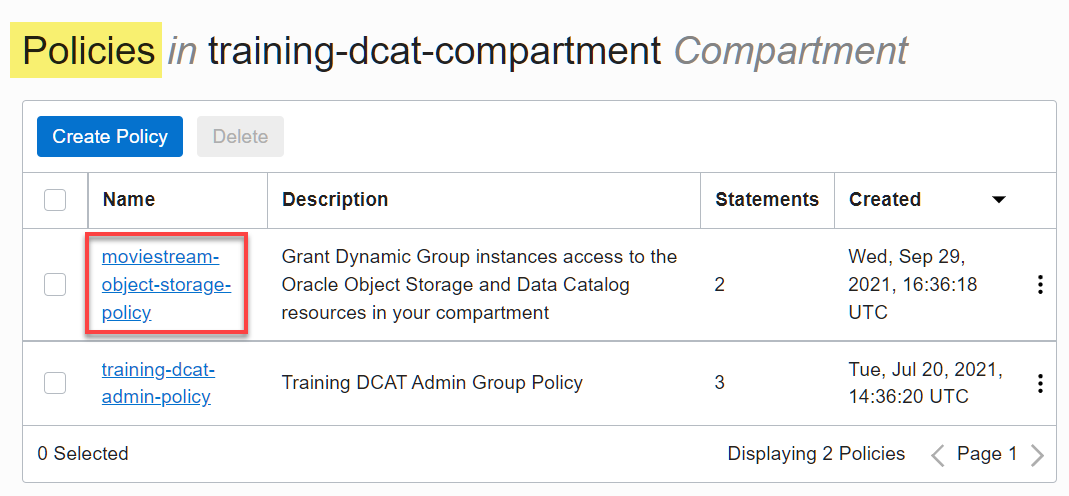 Policies in training-dcat-compartment Compartment
Create Policy Delete
Name Description Statements Created
moviestream-
object-storage-
policy
Grant Dynamic Group instances access to the
Oracle Object Storage and Data Catalog
resources in your compartment
2
Wed, Sep 29,
2021, 16:36:18
UTC
training-dcat-
admin-policy
Training DCAT Admin Group Policy
3
Tue, Jul 20, 2021,
14:36:20 UTC
0 Selected Displaying 2 Policies Page 1